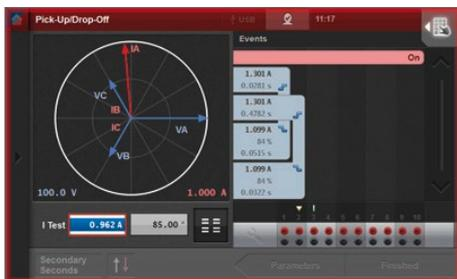 Pick-Up/Drop-Off
USB
11:17
Events
On
IA
VC
IB
IC
VA
VB
100.0 V
1.000 A
1.301 A
0.0281 s
1.301 A
0.4782 s
1.099 A
84 %
0.0515 s
1.099 A
84 %
0.0322 s
I Test
0.962 A
85.00 °
1 2 3 4 5 6 7 8 9 10
Secondary
Seconds
Parameters
Finished